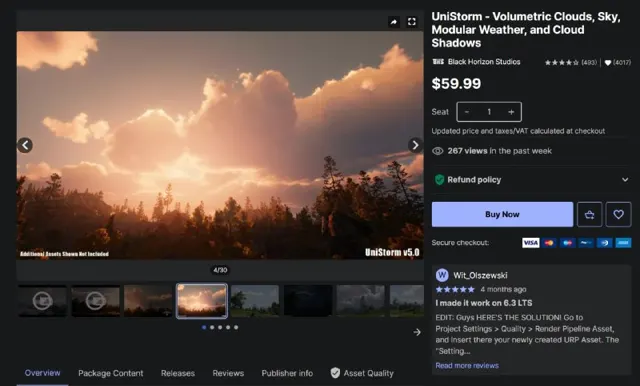 UniStorm - Volumetric Clouds, Sky,
Modular Weather, and Cloud
Shadows
Black Horizon Studios
(493) | (4017)
$59.99
Seat - 1 +
Updated price and taxes/VAT calculated at checkout
267 views in the past week
Refund policy
Buy Now
Secure checkout: VISA
Additional Assets Shown Not Included
UniStorm v5.0
4/30
W Wit_Olszewski
4 months ago
I made it work on 6.3 LTS
EDIT: Guys HERE'S THE SOLUTION! Go to
Project Settings > Quality > Render Pipeline Asset,
and Insert there your newly created URP Asset. The
"Setting...
Read more reviews
Overview
Package Content
Releases
Reviews
Publisher info
Asset Quality